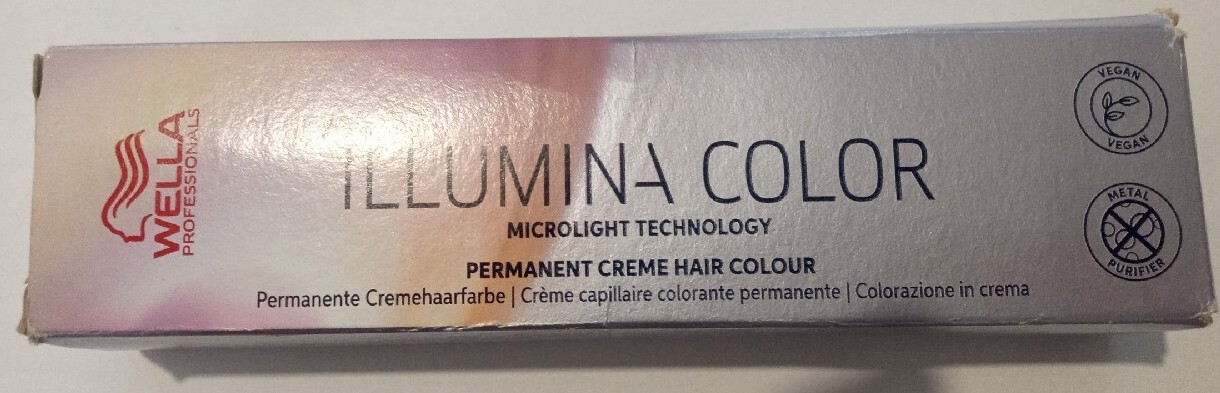 WELLA
PROFESSIONALS
ILLUMINA COLOR
MICROLIGHT TECHNOLOGY
PERMANENT CREME HAIR COLOUR
Permanente Cremehaarfarbe | Crème capillaire colorante permanente | Colorazione in crema
VEGAN
VEGAN
METAL
PURIFIER